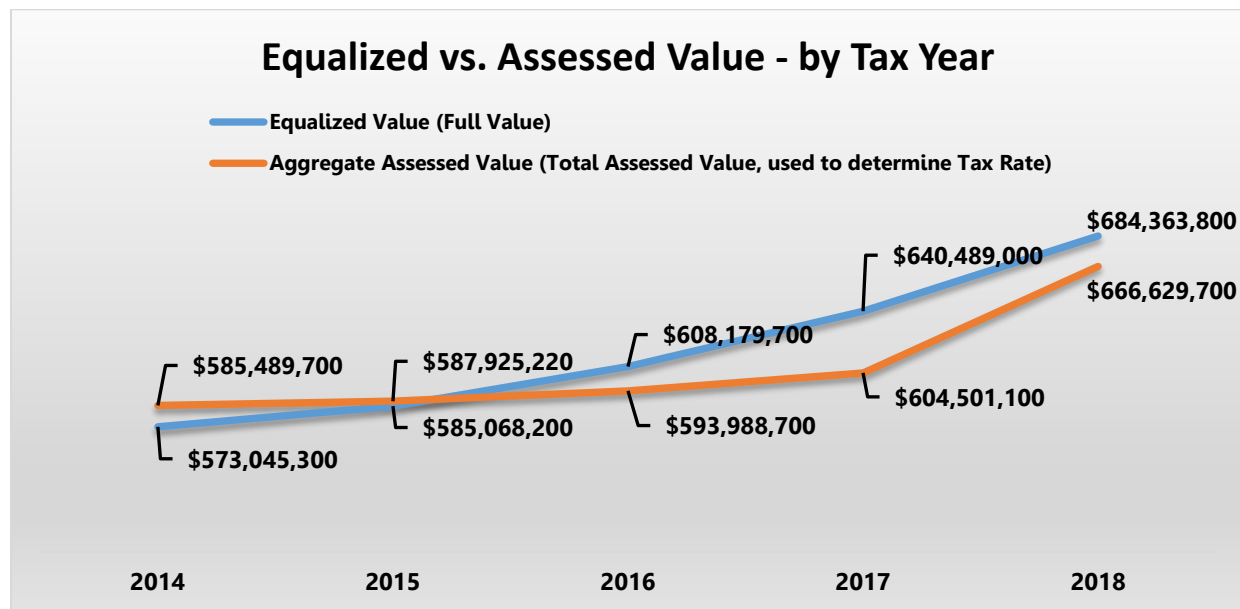 Equalized vs. Assessed Value - by Tax Year
Equalized Value (Full Value)
Aggregate Assessed Value (Total Assessed Value, used to determine Tax Rate)
$684,363,800
$640,489,000
$666,629,700
$608,179,700
$587,925,220
$585,489,700
$604,501,100
$593,988,700
$585,068,200
$573,045,300
2014 2015 2016 2017 2018